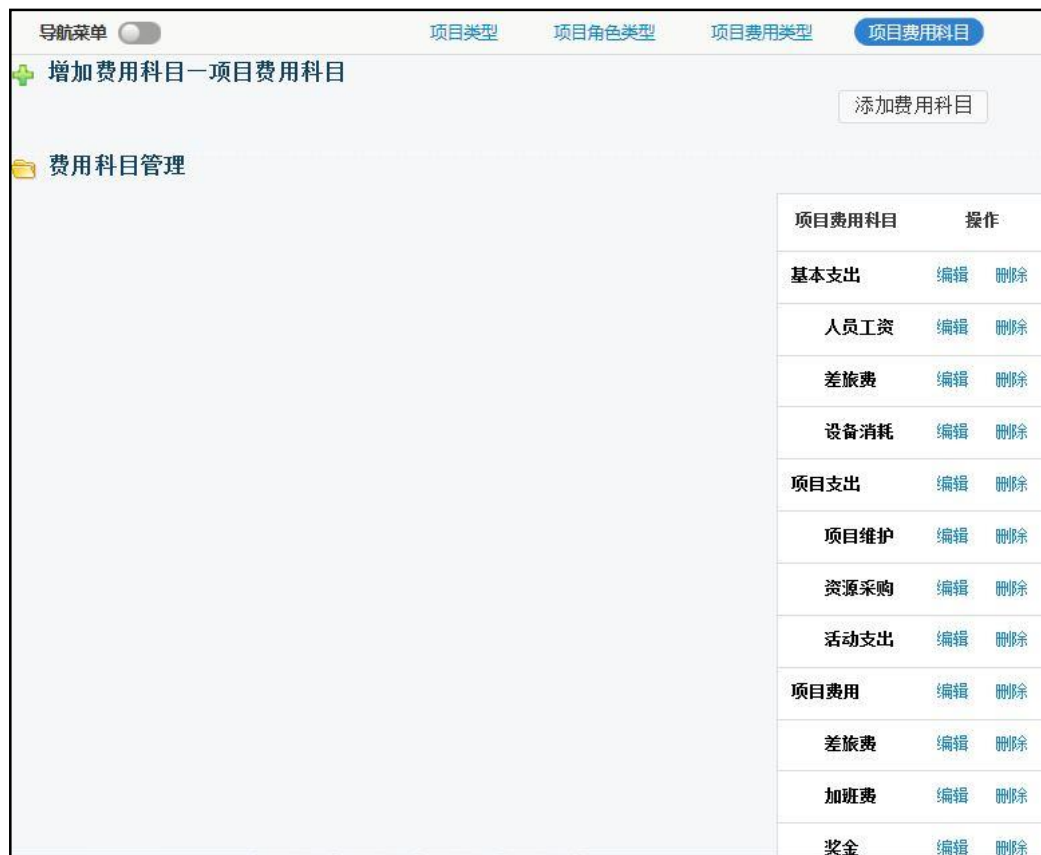 导航菜单 项目类型 项目角色类型 项目费用类型 项目费用科目
增加费用科目—项目费用科目
添加费用科目
费用科目管理
项目费用科目 操作
基本支出 编辑 删除
人员工资 编辑 删除
差旅费 编辑 删除
设备消耗 编辑 删除
项目支出 编辑 删除
项目维护 编辑 删除
资源采购 编辑 删除
活动支出 编辑 删除
项目费用 编辑 删除
差旅费 编辑 删除
加班费 编辑 删除
奖金 编辑 删除